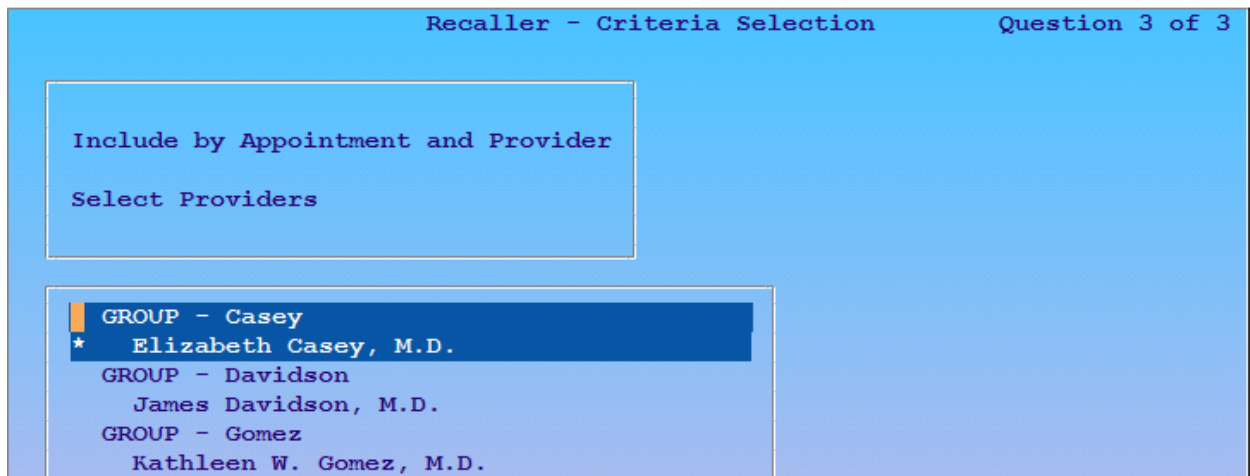 Recaller - Criteria Selection Question 3 of 3
Include by Appointment and Provider
Select Providers
GROUP - Casey
* Elizabeth Casey, M.D.
GROUP - Davidson
James Davidson, M.D.
GROUP - Gomez
Kathleen W. Gomez, M.D.